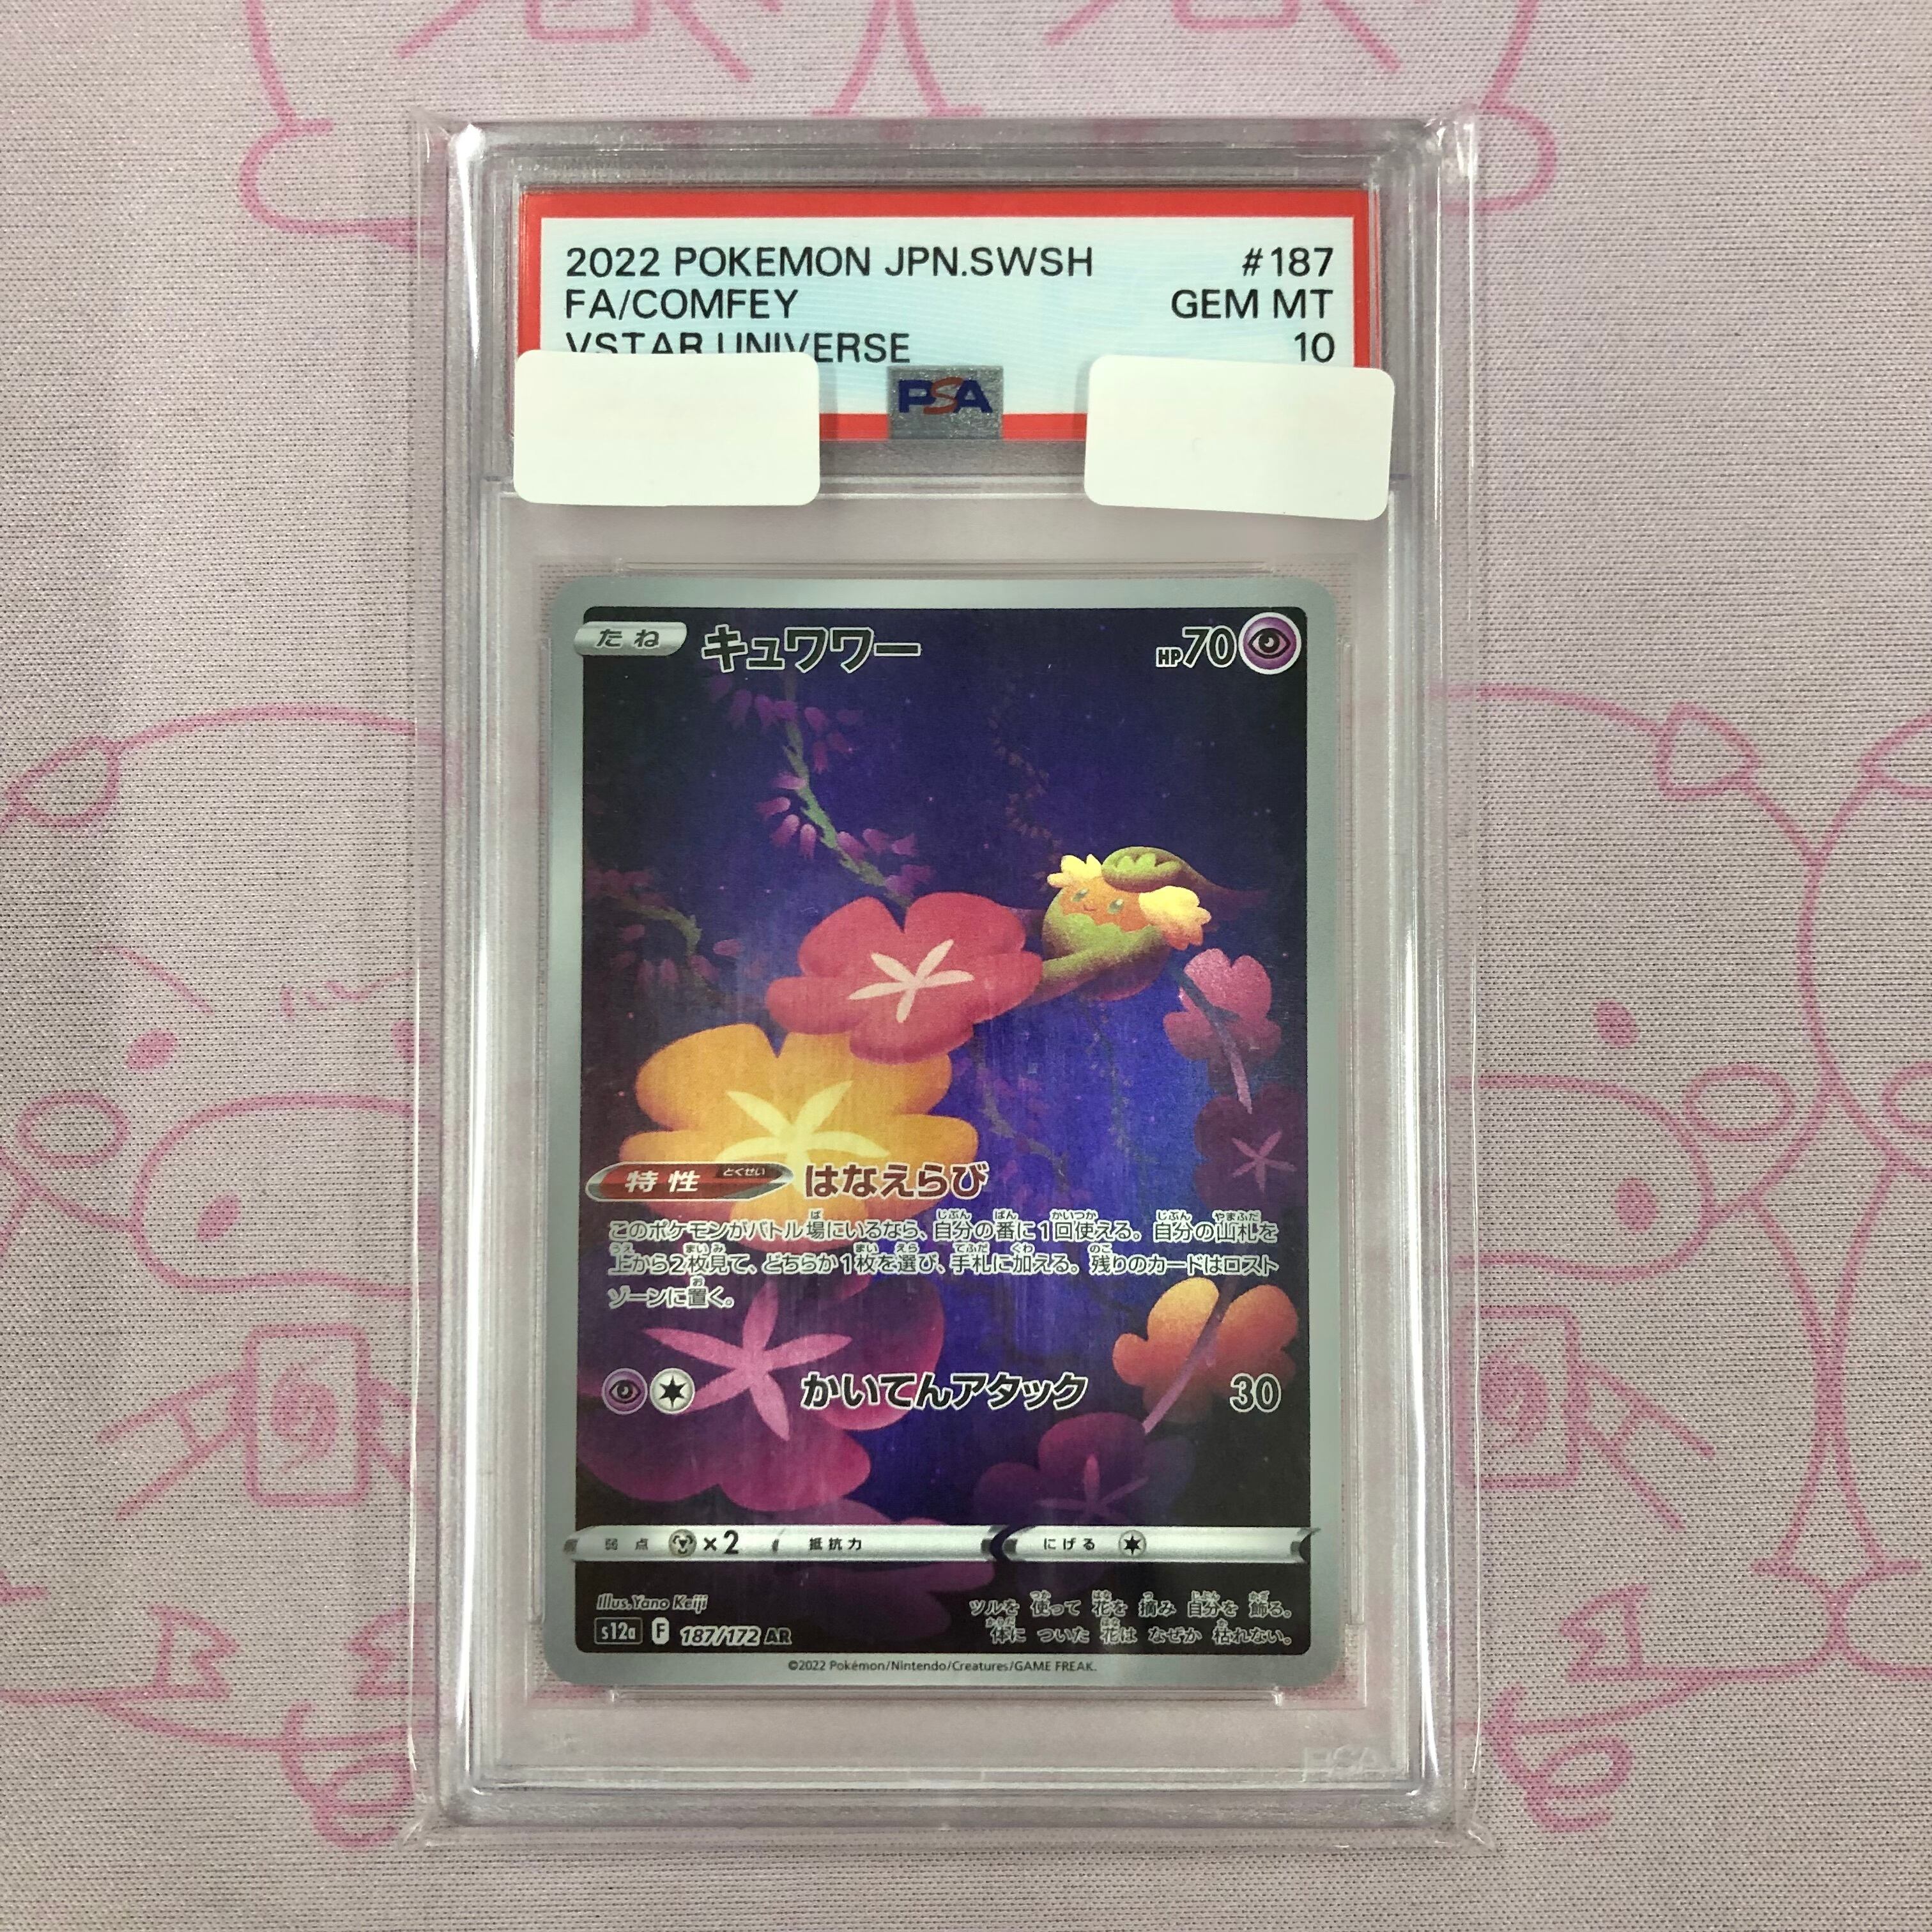 2022 POKEMON JPN.SWSH #187
FA/COMFEY GEM MT
VSTAR UNIVERSE 10
PSA
たね キュワワー HP70
特性 とくせい はなえらび
このポケモンがバトル場にいるなら、自分の番に1回使える。自分の山札を
上から2枚見て、どちらか1枚を選び、手札に加える。残りのカードはロスト
ゾーンに置く。
かいてんアタック 30
弱点 ×2 抵抗力 にげる
Illus.Yano Keiji
ツルを 使って 花を 摘み 自分を 飾る。
体に ついた 花は なぜか 枯れない。
s12a F 187/172 AR
©2022 Pokémon/Nintendo/Creatures/GAME FREAK.
PSA